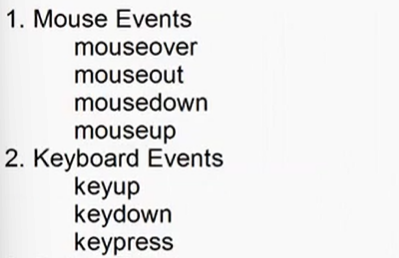 1. Mouse Events
mouseover
mouseout
mousedown
mouseup
2. Keyboard Events
keyup
keydown
keypress